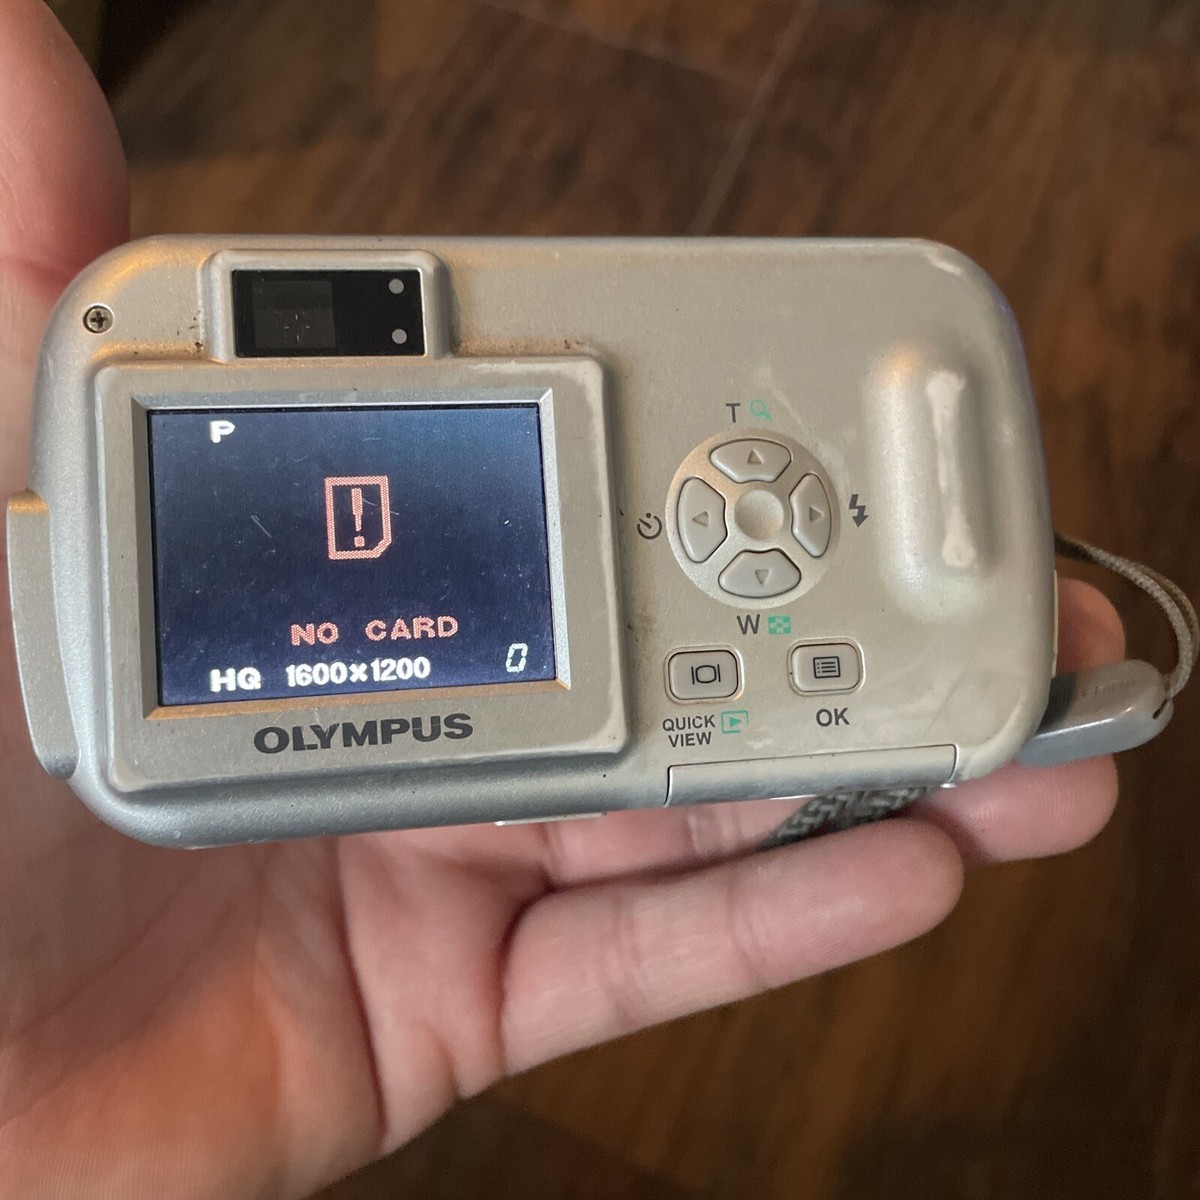 P
!
NO CARD
HQ 1600×1200 0
OLYMPUS
T
W
QUICK
VIEW
OK